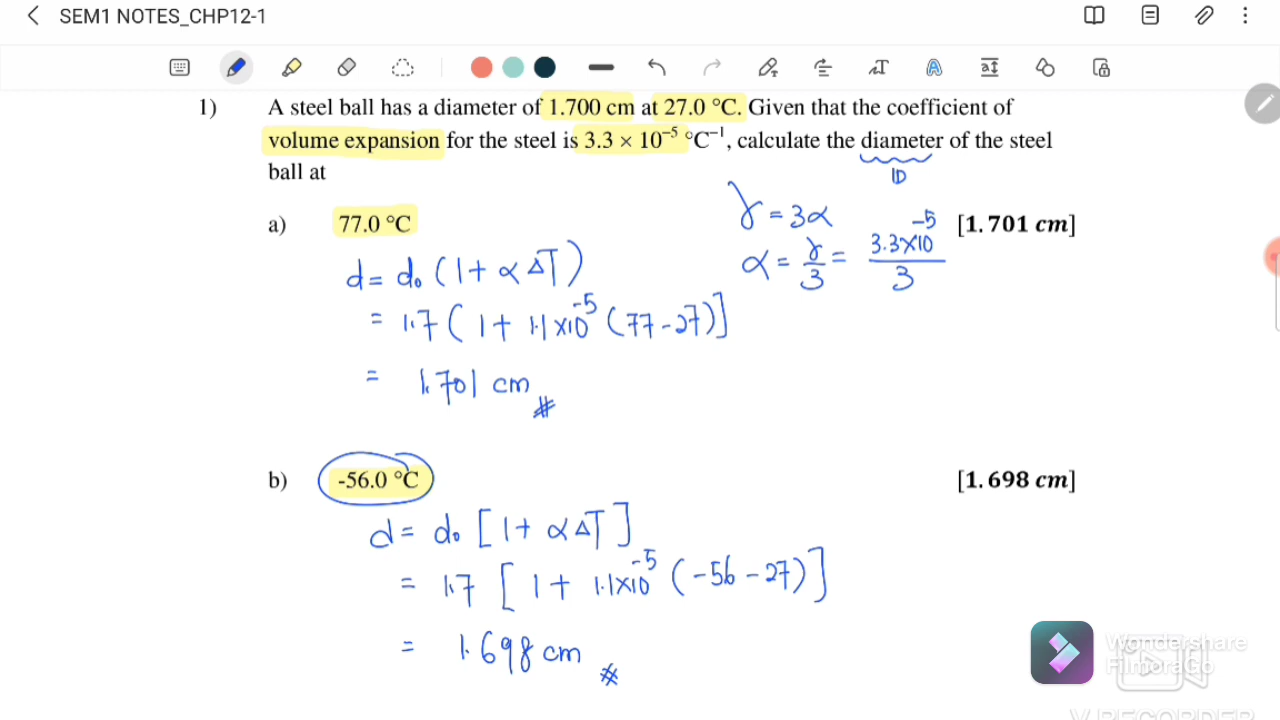 SEM1 NOTES_CHP12-1
1) A steel ball has a diameter of 1.700 cm at 27.0 °C. Given that the coefficient of
volume expansion for the steel is 3.3 × 10⁻⁵ °C⁻¹, calculate the diameter of the steel
ball at
1D
a) 77.0 °C [1.701 cm]
γ = 3α
α = γ/3 = 3.3×10⁻⁵/3
d = d₀ (1 + α ΔT)
= 1.7 ( 1 + 1.1×10⁻⁵ (77-27)]
= 1.701 cm #
b) -56.0 °C [1.698 cm]
d = d₀ [1 + α ΔT]
= 1.7 [ 1 + 1.1×10⁻⁵ (-56-27)]
= 1.698 cm #
Wondershare
FilmoraGo
V RECORDER